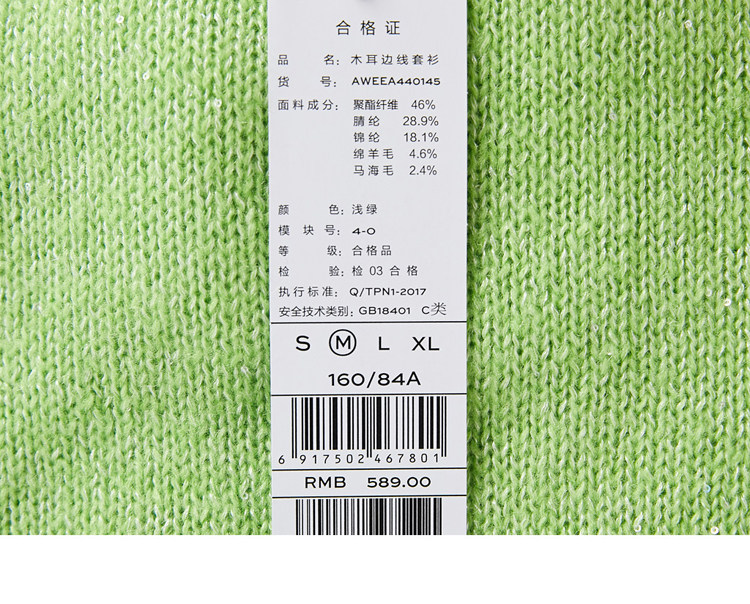 合格证
品 名：木耳边线套衫
货 号：AWEEA440145
面料成分：聚酯纤维 46%
腈纶 28.9%
锦纶 18.1%
绵羊毛 4.6%
马海毛 2.4%
颜 色：浅绿
模 块 号：4-0
等 级：合格品
检 验：检 03 合格
执行标准：Q/TPN1-2017
安全技术类别：GB18401 C类
S M L XL
160/84A
6 917502 467801
RMB 589.00